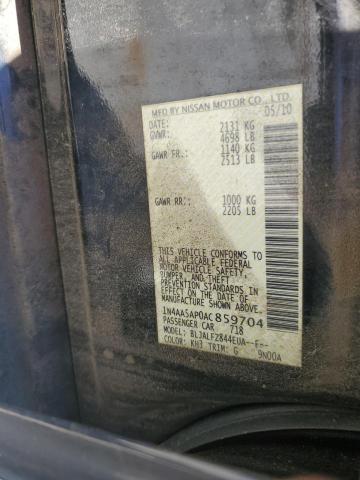 MFD BY NISSAN MOTOR CO., LTD.
DATE: 05/10
GVWR: 2131 KG
4698 LB
GAWR FR.: 1140 KG
2513 LB
GAWR RR.: 1000 KG
2205 LB
THIS VEHICLE CONFORMS TO
ALL APPLICABLE FEDERAL
MOTOR VEHICLE SAFETY,
BUMPER, AND THEFT
PREVENTION STANDARDS
IN EFFECT ON THE DATE OF
MANUFACTURE SHOWN ABOVE.
1N4AA5AP0AC859704
PASSENGER CAR 718
MODEL: BLJALF2844EUA--F--
COLOR: KH3 TRIM: G 9N00A